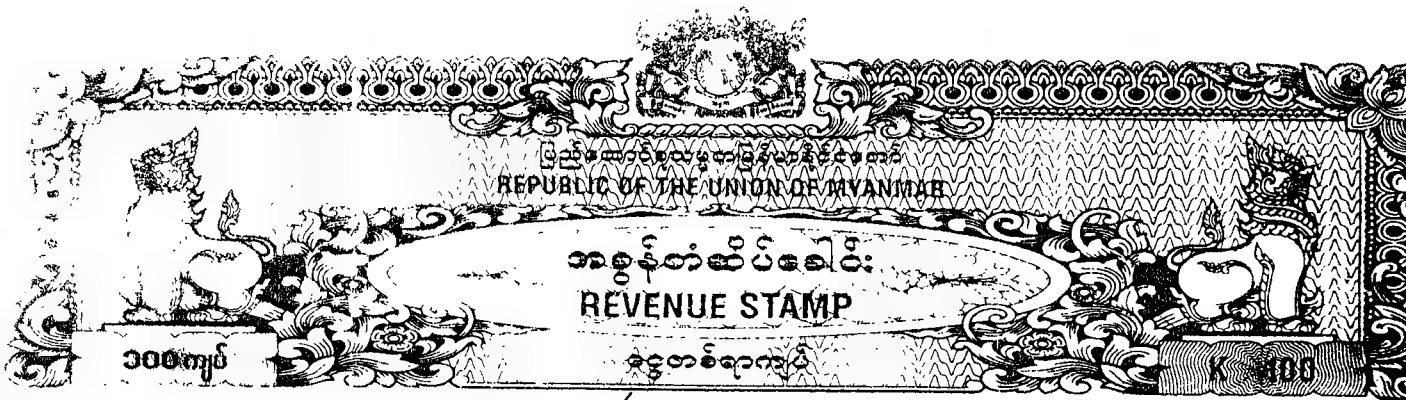 ပြည်ထောင်စုသမ္မတမြန်မာနိုင်ငံတော်
REPUBLIC OF THE UNION OF MYANMAR
အခွန်တံဆိပ်ခေါင်း
REVENUE STAMP
၁၀၀ကျပ်
ငွေတစ်ရာကျပ်
K 100